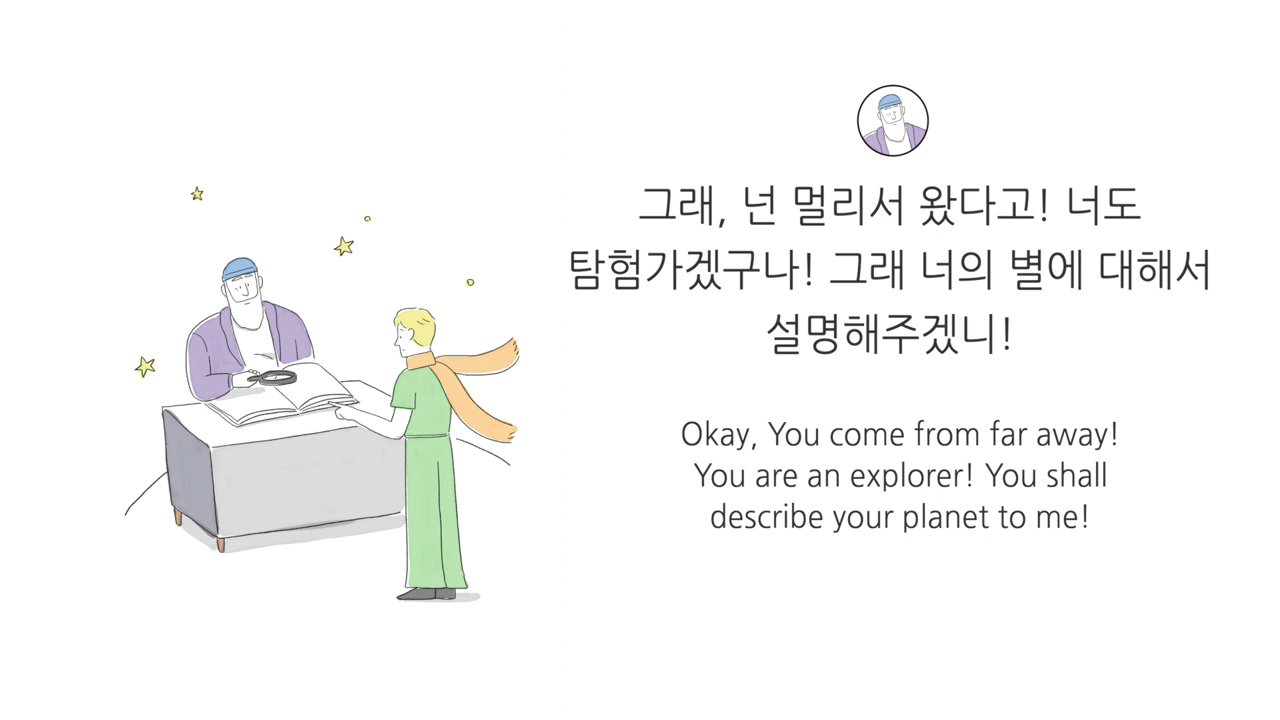 그래, 넌 멀리서 왔다고! 너도
탐험가겠구나! 그래 너의 별에 대해서
설명해주겠니!
Okay, You come from far away!
You are an explorer! You shall
describe your planet to me!